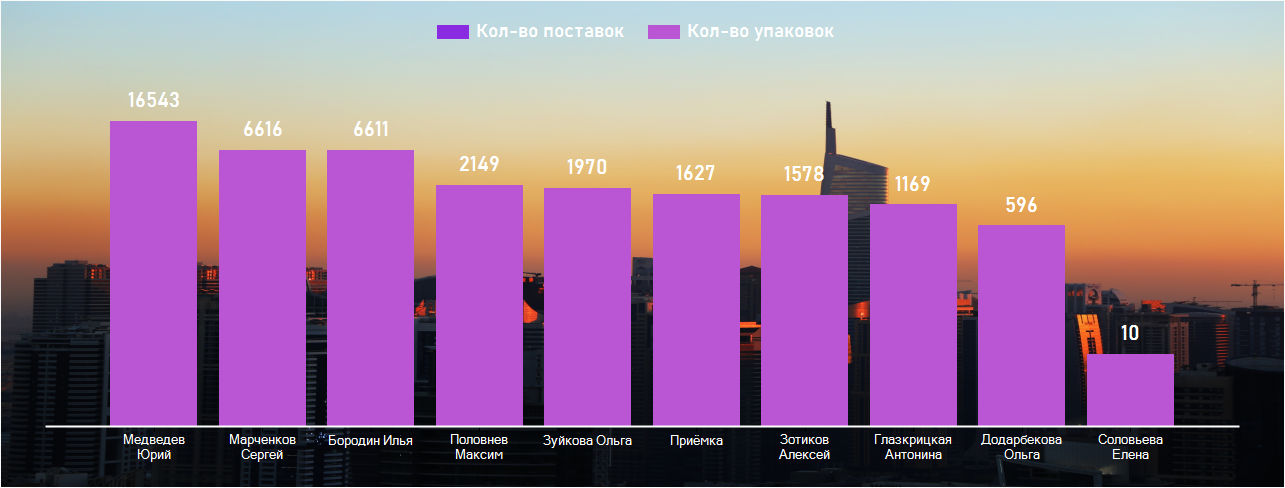 Кол-во поставок Кол-во упаковок
16543
6616
6611
2149
1970
1627
1578
1169
596
10
Медведев
Юрий
Марченков
Сергей
Бородин Илья
Половнев
Максим
Зуйкова Ольга
Приёмка
Зотиков
Алексей
Глазкрицкая
Антонина
Додарбекова
Ольга
Соловьева
Елена